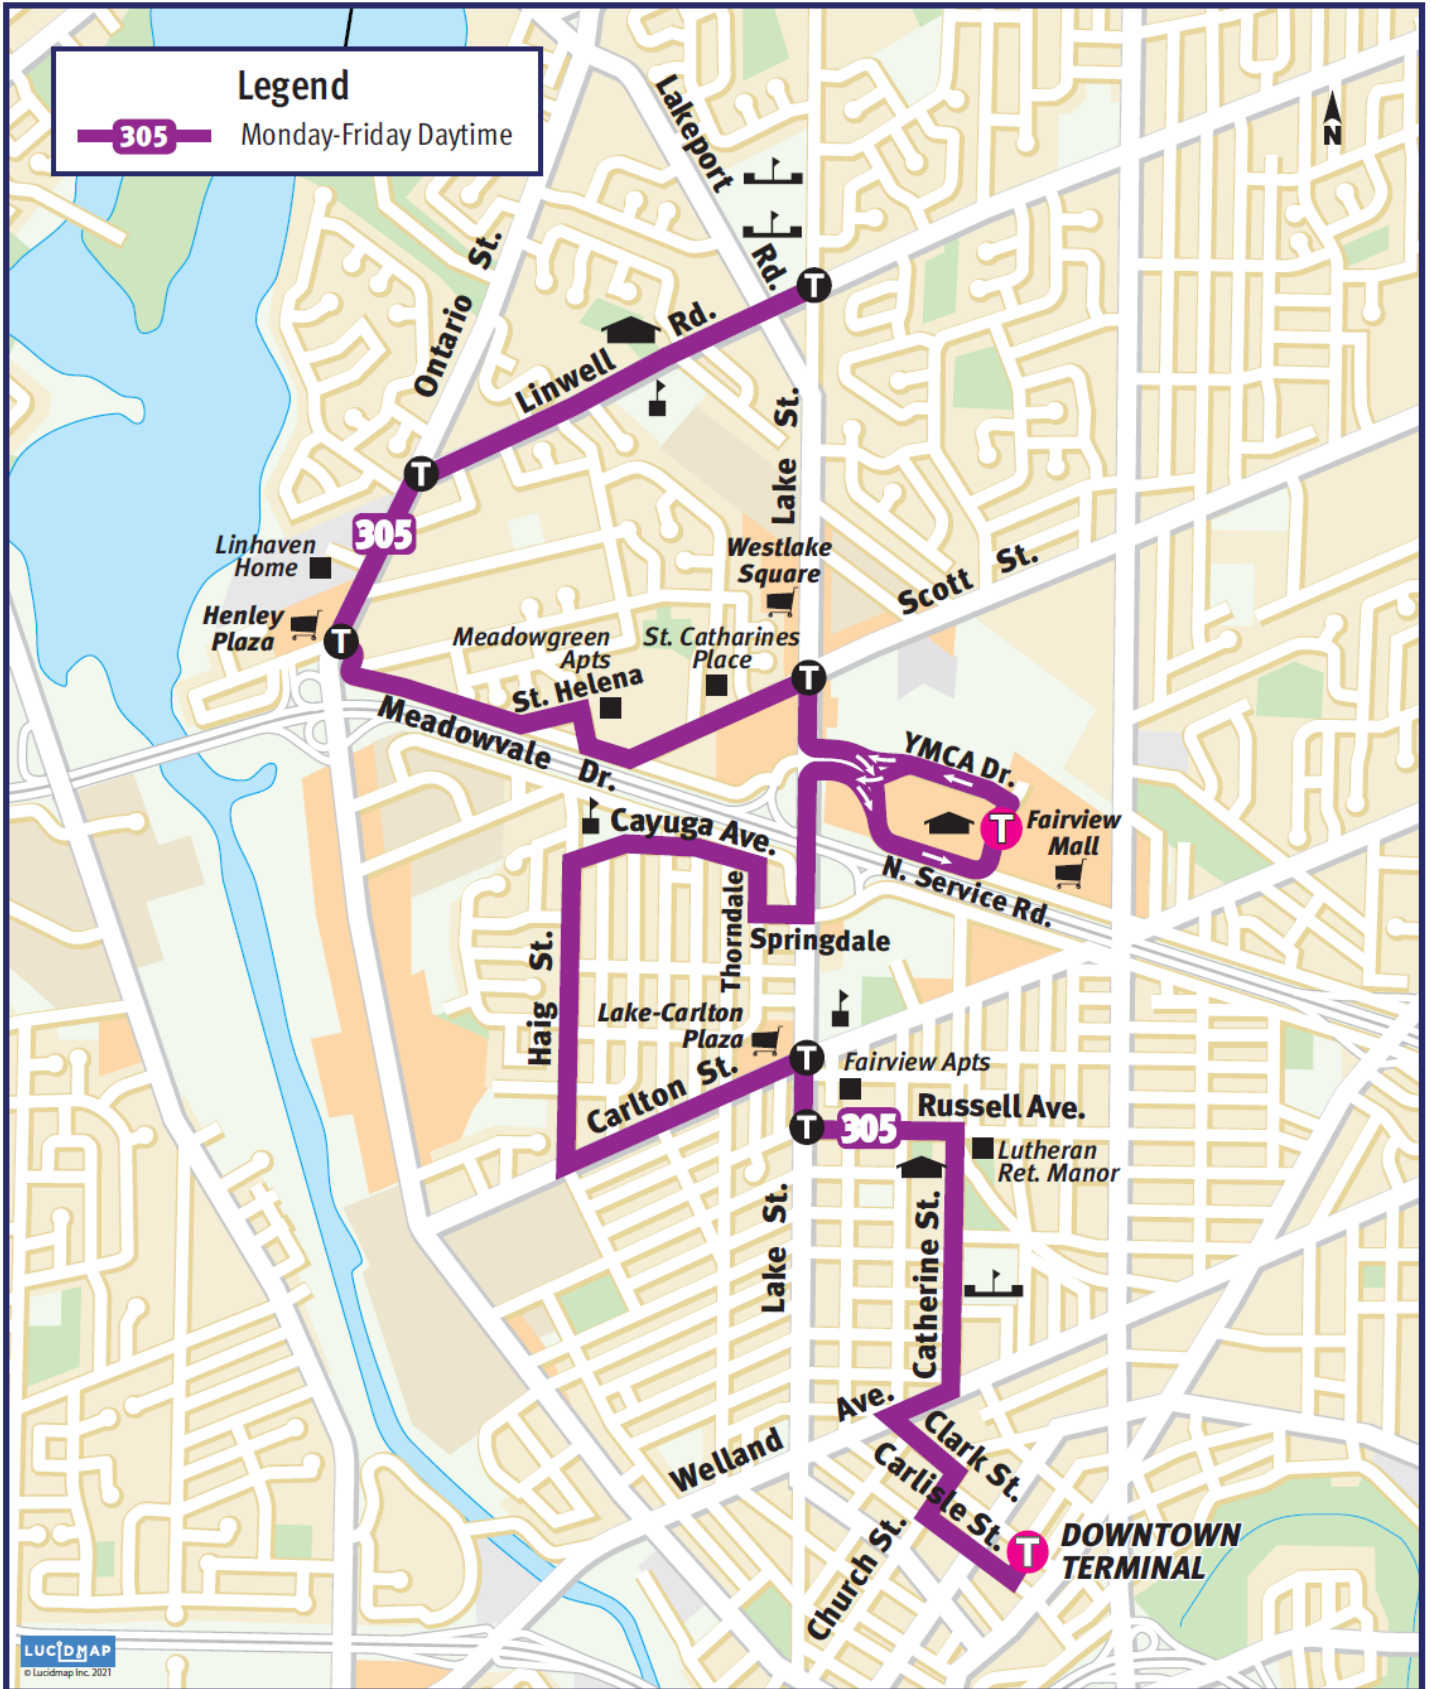 Legend
305 Monday-Friday Daytime
N
Lakeport Rd.
Ontario St.
Linwell Rd.
T
T
305
Lake St.
Linhaven
Home
Westlake
Square
Scott St.
Henley
Plaza
T
Meadowgreen
Apts
St. Catharines
Place
St. Helena
T
Meadowvale Dr.
YMCA Dr.
T
Fairview
Mall
Cayuga Ave.
N. Service Rd.
Thorndale
Springdale
Haig St.
Lake-Carlton
Plaza
T
Fairview Apts
Carlton St.
Russell Ave.
T
305
Lutheran
Ret. Manor
Lake St.
Catherine St.
Welland Ave.
Clark St.
Carlisle St.
Church St.
T
DOWNTOWN
TERMINAL
LUCIDMAP
© Lucidmap Inc. 2021